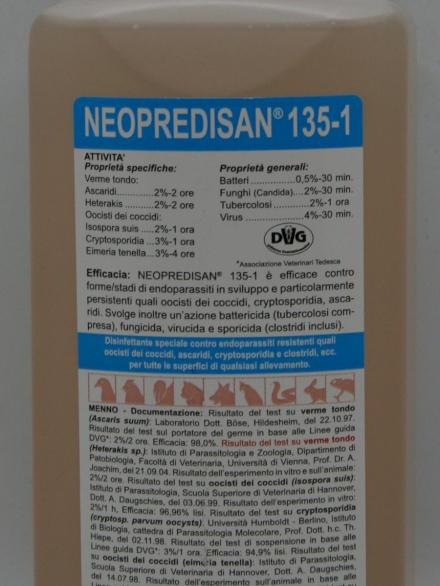 NEOPREDISAN® 135-1
ATTIVITA'
Proprietà specifiche:
Verme tondo:
Ascaridi.............2%-2 ore
Heterakis ..........2%-2 ore
Oocisti dei coccidi:
Isospora suis .....2%-1 ora
Cryptosporidia ...3%-1 ora
Eimeria tenella...3%-4 ore
Proprietà generali:
Batteri ................0,5%-30 min.
Funghi (Candida)....2%-30 min.
Tubercolosi ..........2%-1 ora
Virus ...................4%-30 min.
DVG
*Associazione Veterinari Tedesca
Efficacia: NEOPREDISAN® 135-1 è efficace contro
forme/stadi di endoparassiti in sviluppo e particolarmente
persistenti quali oocisti dei coccidi, cryptosporidia, asca-
ridi. Svolge inoltre un'azione battericida (tubercolosi com-
presa), fungicida, virucida e sporicida (clostridi inclusi).
Disinfettante speciale contro endoparassiti resistenti quali
oocisti dei coccidi, ascaridi, cryptosporidia e clostridi, ecc.
per tutte le superfici di qualsiasi allevamento.
MENNO - Documentazione: Risultato del test su verme tondo
(Ascaris suum): Laboratorio Dott. Böse, Hildesheim, del 22.10.97.
Risultato del test sul portatore del germe in base alle Linee guida
DVG*: 2%/2 ore. Efficacia: 98,0%. Risultato del test su verme tondo
(Heterakis sp.): Istituto di Parasitologia e Zoologia, Dipartimento di
Patobiologia, Facoltà di Veterinaria, Università di Vienna, Prof. Dr. A.
Joachim, del 21.09.04. Risultato dell'esperimento in vitro e sull'animale:
2%/2 ore. Risultato del test su oocisti dei coccidi (isospora suis):
Istituto di Parassitologia, Scuola Superiore di Veterinaria di Hannover,
Dott. A. Daugschies, del 03.06.99. Risultato dell'esperimento in vitro:
2%/1 h, Efficacia: 96,96% lisi. Risultato del test su cryptosporidia
(cryptosp. parvum oocysts): Università Humboldt - Berlino, Istituto
di Biologia, cattedra di Parasitologia Molecolare, Prof. Dott. h.c. Th.
Hiepe, del 02.11.98. Risultato del test di sospensione in base alle
Linee guida DVG*: 3%/1 ora. Efficacia: 94,9% lisi. Risultato del test
su oocisti dei coccidi (eimeria tenella): Istituto di Parasitologia,
Scuola Superiore di Veterinaria di Hannover, Dott. A. Daugschies,
del 14.07.98. Risultato dell'esperimento sull'animale in base alle